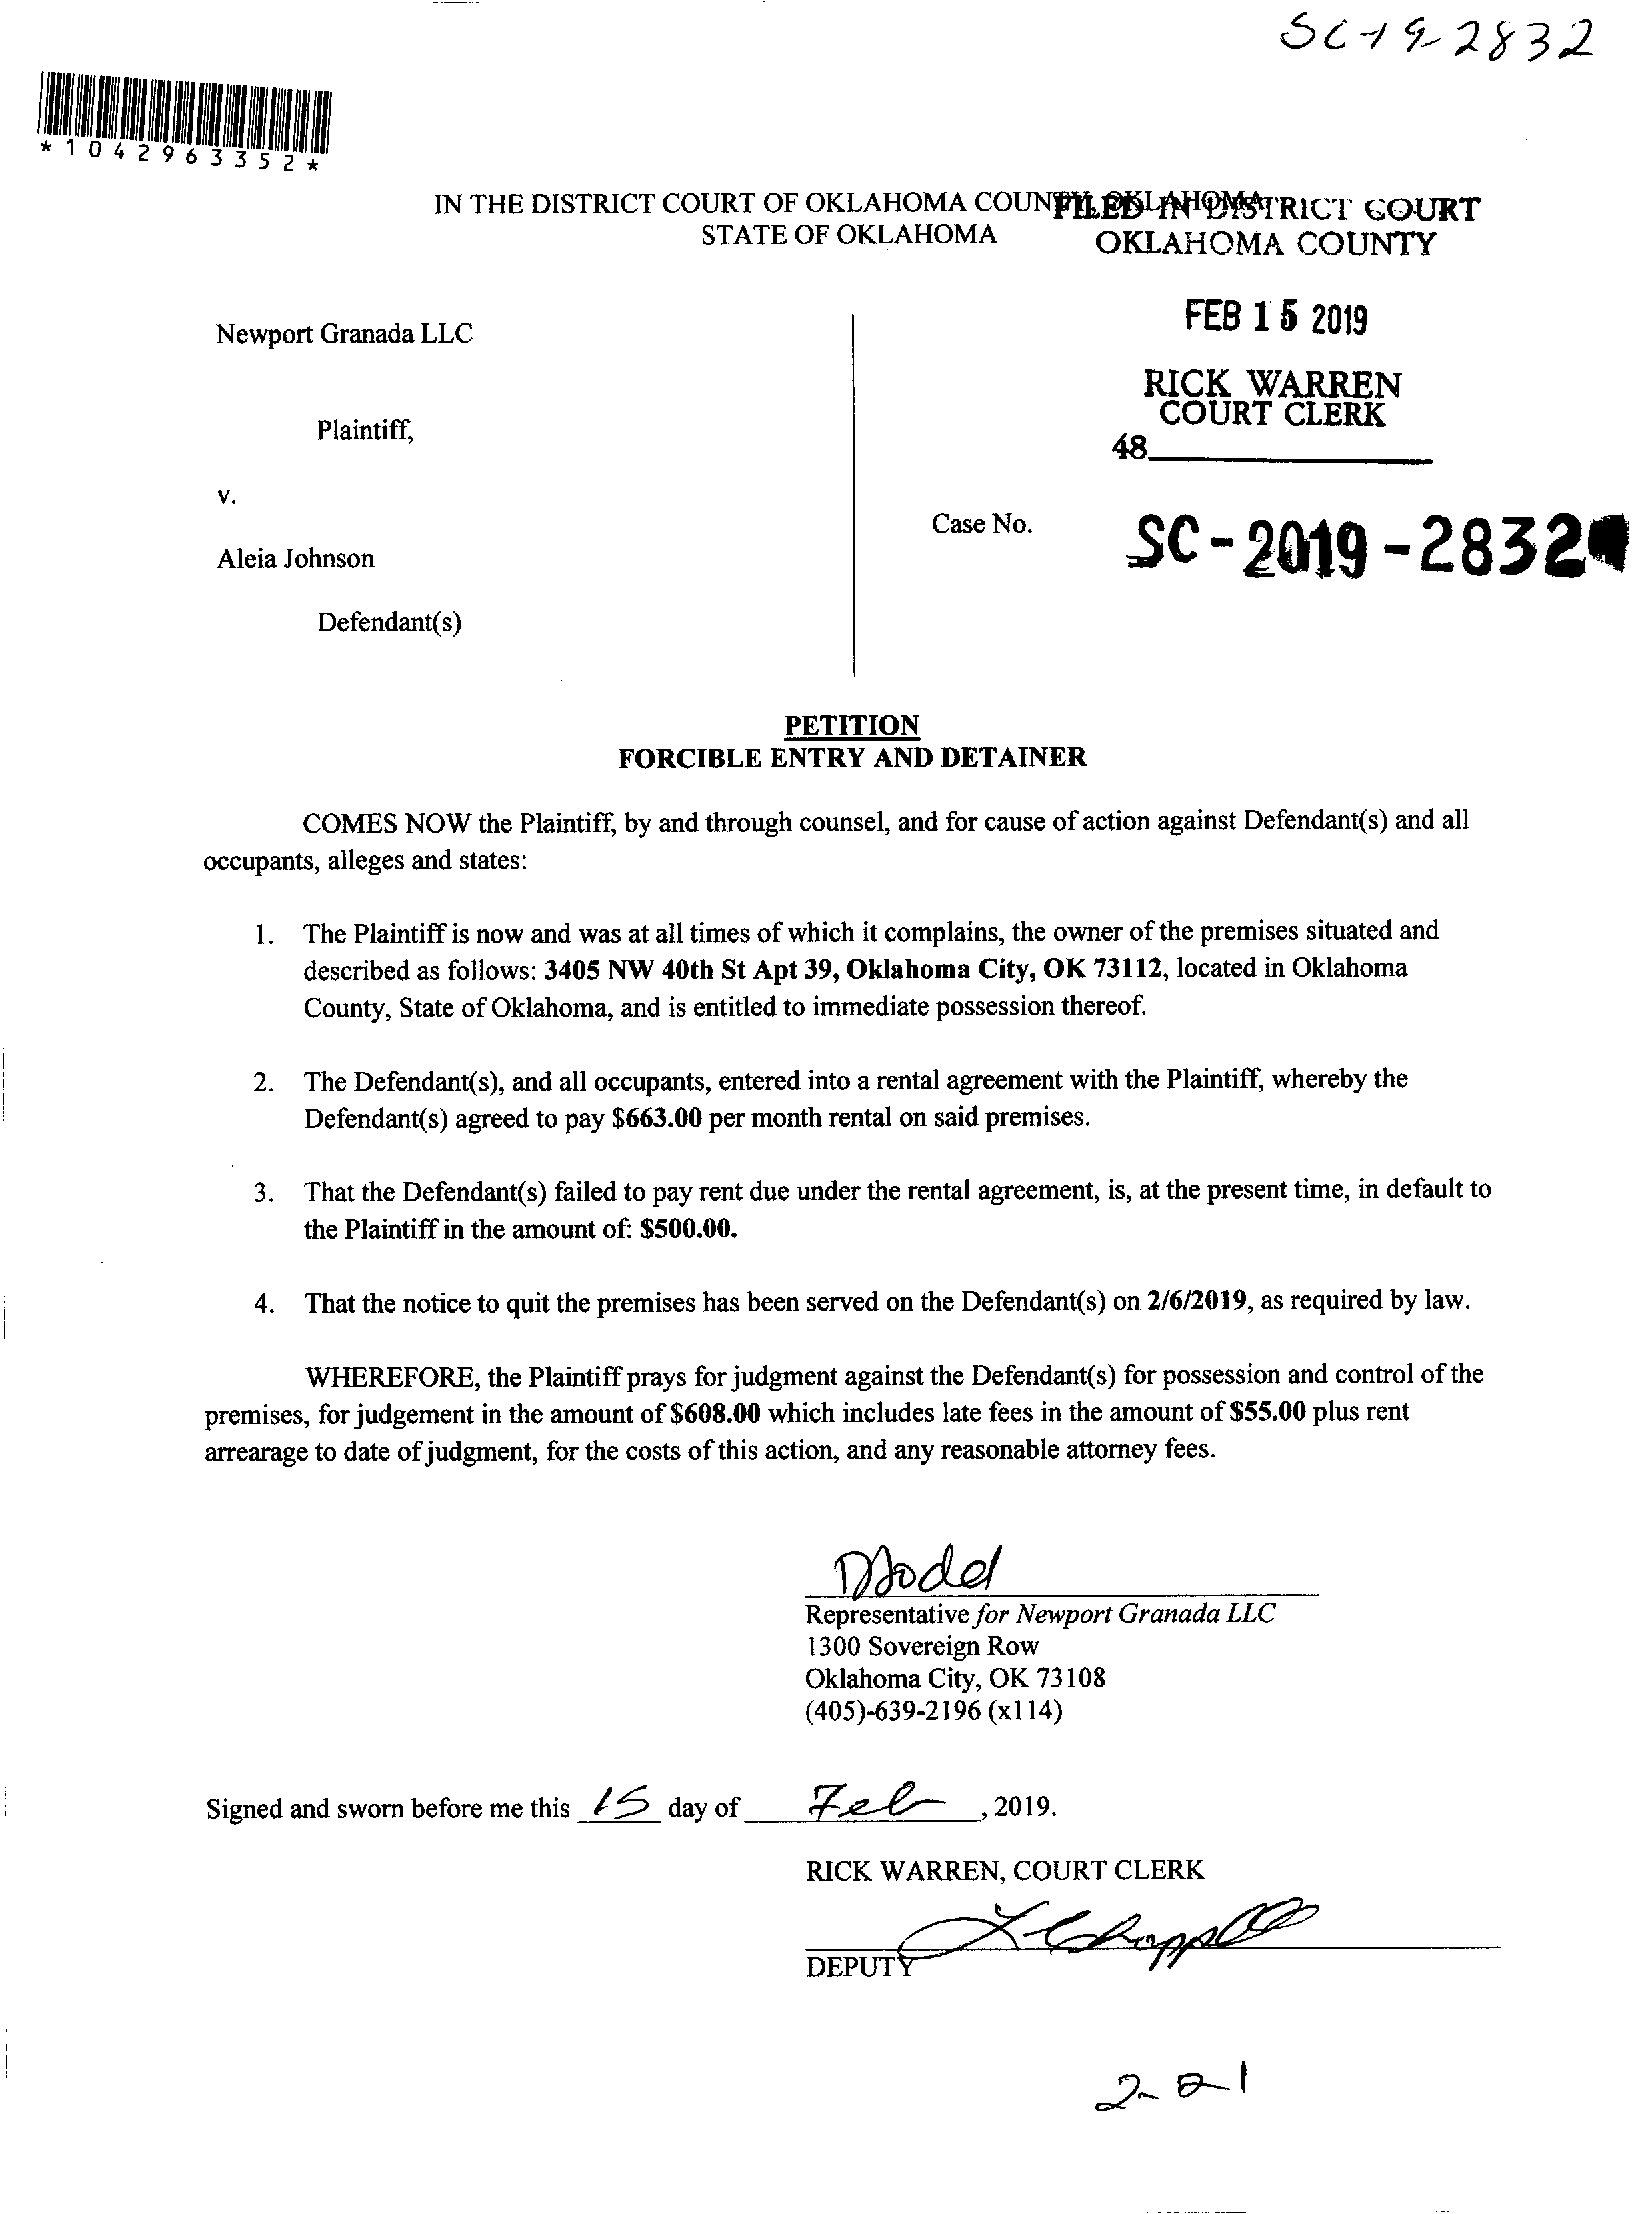 SC-19-2832
*1042963352*
IN THE DISTRICT COURT OF OKLAHOMA COUNTY, OKLAHOMA
STATE OF OKLAHOMA
FILED IN DISTRICT COURT
OKLAHOMA COUNTY
FEB 15 2019
RICK WARREN
COURT CLERK
48
Newport Granada LLC
Plaintiff,
v.
Case No. SC-2019-2832
Aleia Johnson
Defendant(s)
PETITION
FORCIBLE ENTRY AND DETAINER
COMES NOW the Plaintiff, by and through counsel, and for cause of action against Defendant(s) and all
occupants, alleges and states:
1. The Plaintiff is now and was at all times of which it complains, the owner of the premises situated and
described as follows: 3405 NW 40th St Apt 39, Oklahoma City, OK 73112, located in Oklahoma
County, State of Oklahoma, and is entitled to immediate possession thereof.
2. The Defendant(s), and all occupants, entered into a rental agreement with the Plaintiff, whereby the
Defendant(s) agreed to pay $663.00 per month rental on said premises.
3. That the Defendant(s) failed to pay rent due under the rental agreement, is, at the present time, in default to
the Plaintiff in the amount of: $500.00.
4. That the notice to quit the premises has been served on the Defendant(s) on 2/6/2019, as required by law.
WHEREFORE, the Plaintiff prays for judgment against the Defendant(s) for possession and control of the
premises, for judgement in the amount of $608.00 which includes late fees in the amount of $55.00 plus rent
arrearage to date of judgment, for the costs of this action, and any reasonable attorney fees.
Representative for Newport Granada LLC
1300 Sovereign Row
Oklahoma City, OK 73108
(405)-639-2196 (x114)
Signed and sworn before me this 15 day of Feb, 2019.
RICK WARREN, COURT CLERK
DEPUTY